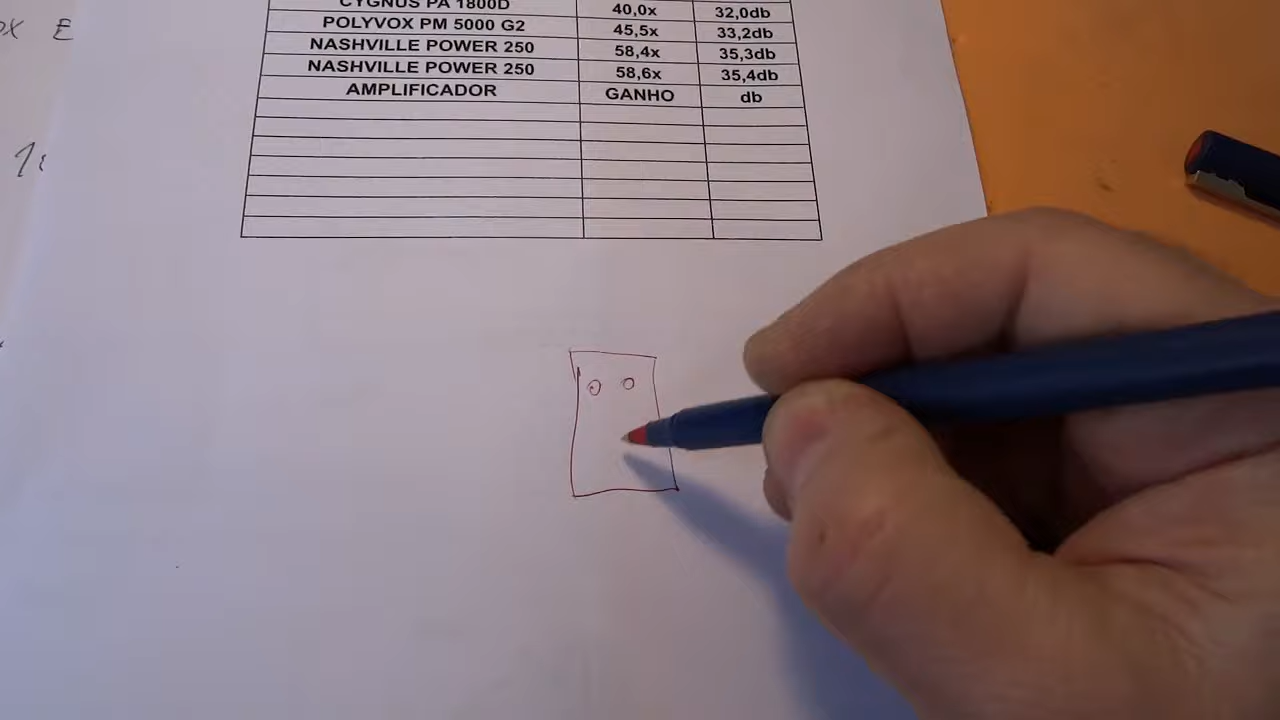 CYGNUS PA 1800D 40,0x 32,0db
POLYVOX PM 5000 G2 45,5x 33,2db
NASHVILLE POWER 250 58,4x 35,3db
NASHVILLE POWER 250 58,6x 35,4db
AMPLIFICADOR GANHO db